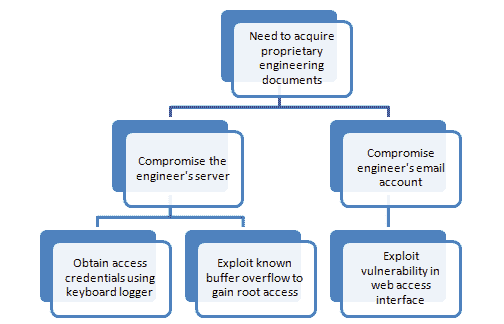 Need to acquire
proprietary
engineering
documents
Compromise the
engineer's server
Compromise
engineer's email
account
Obtain access
credentials using
keyboard logger
Exploit known
buffer overflow to
gain root access
Exploit
vulnerability in
web access
interface